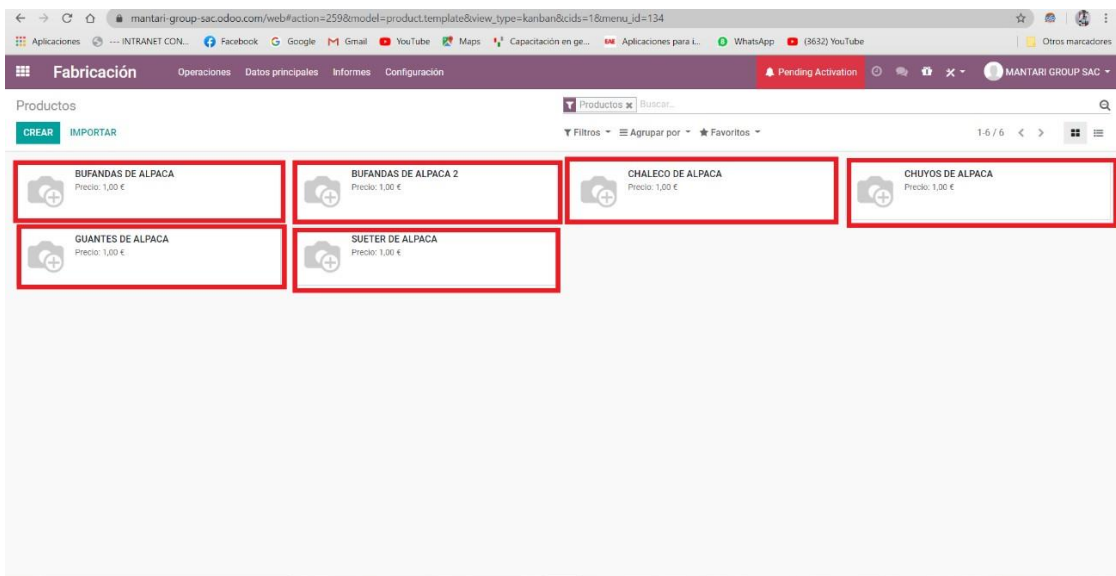 mantari-group-sac.odoo.com/web#action=259&model=product.template&view_type=kanban&cids=1&menu_id=134
Aplicaciones --- INTRANET CON... Facebook Google Gmail YouTube Maps Capacitación en ge... EAE Aplicaciones para i... WhatsApp (3632) YouTube Otros marcadores
Fabricación Operaciones Datos principales Informes Configuración Pending Activation MANTARI GROUP SAC
Productos Productos x Buscar...
CREAR IMPORTAR Filtros Agrupar por Favoritos 1-6 / 6
BUFANDAS DE ALPACA
Precio: 1,00 €
BUFANDAS DE ALPACA 2
Precio: 1,00 €
CHALECO DE ALPACA
Precio: 1,00 €
CHUYOS DE ALPACA
Precio: 1,00 €
GUANTES DE ALPACA
Precio: 1,00 €
SUETER DE ALPACA
Precio: 1,00 €